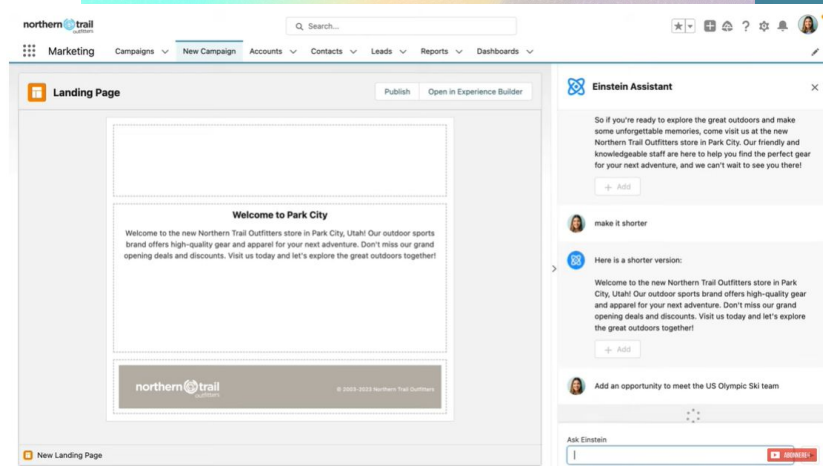 northern trail
outfitters
Search...
Marketing
Campaigns
New Campaign
Accounts
Contacts
Leads
Reports
Dashboards
Landing Page
Publish
Open in Experience Builder
Welcome to Park City
Welcome to the new Northern Trail Outfitters store in Park City, Utah! Our outdoor sports
brand offers high-quality gear and apparel for your next adventure. Don't miss our grand
opening deals and discounts. Visit us today and let's explore the great outdoors together!
northern trail
outfitters
© 2003-2023 Northern Trail Outfitters
New Landing Page
Einstein Assistant
So if you're ready to explore the great outdoors and make
some unforgettable memories, come visit us at the new
Northern Trail Outfitters store in Park City. Our friendly and
knowledgeable staff are here to help you find the perfect gear
for your next adventure, and we can't wait to see you there!
+ Add
make it shorter
Here is a shorter version:
Welcome to the new Northern Trail Outfitters store in Park
City, Utah! Our outdoor sports brand offers high-quality gear
and apparel for your next adventure. Don't miss our grand
opening deals and discounts. Visit us today and let's explore
the great outdoors together!
+ Add
Add an opportunity to meet the US Olympic Ski team
Ask Einstein